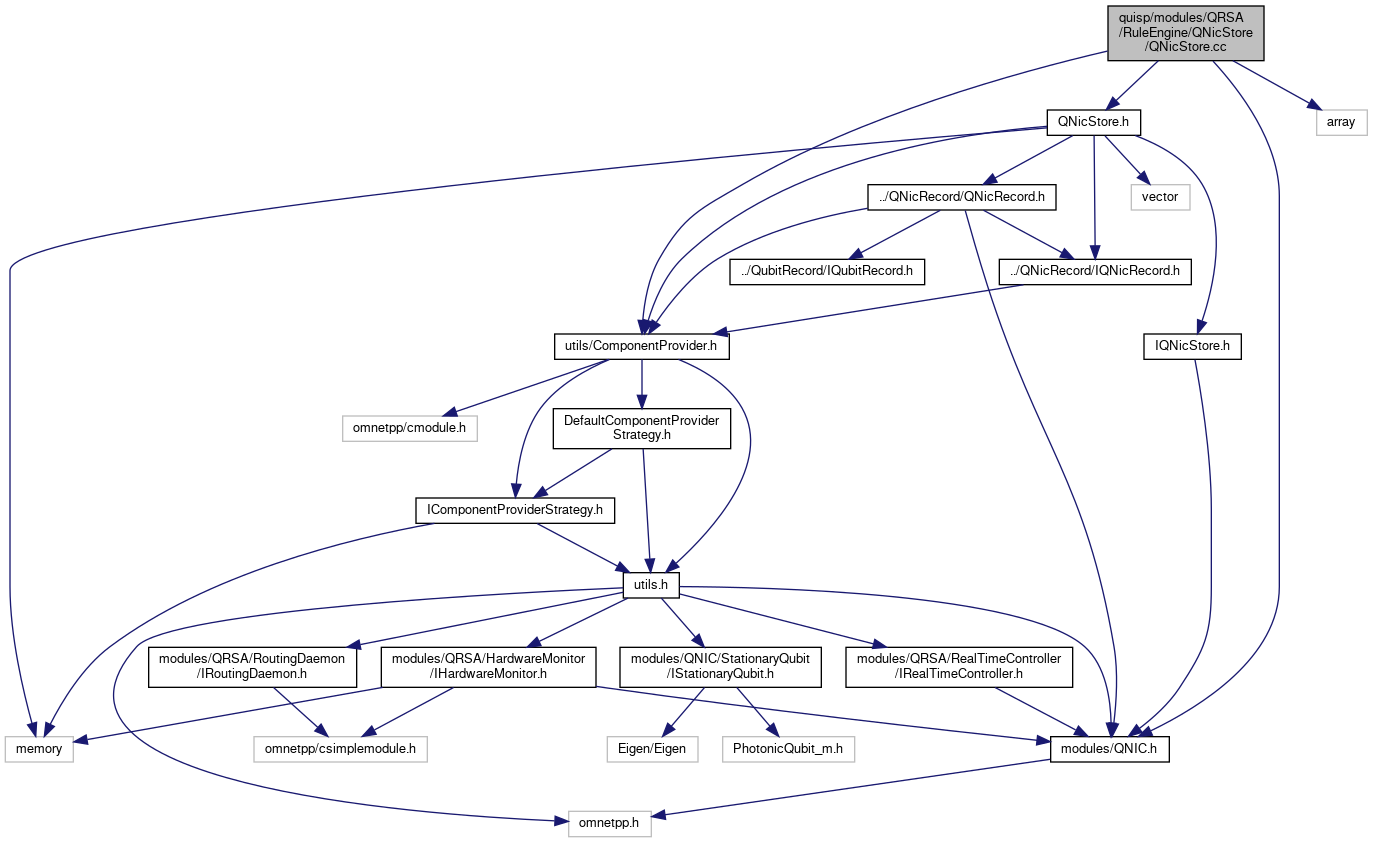 quisp/modules/QRSA
/RuleEngine/QNicStore
/QNicStore.cc
QNicStore.h
array
../QNicRecord/QNicRecord.h
vector
../QubitRecord/IQubitRecord.h
../QNicRecord/IQNicRecord.h
utils/ComponentProvider.h
IQNicStore.h
omnetpp/cmodule.h
DefaultComponentProvider
Strategy.h
IComponentProviderStrategy.h
utils.h
modules/QRSA/RoutingDaemon
/IRoutingDaemon.h
modules/QRSA/HardwareMonitor
/IHardwareMonitor.h
modules/QNIC/StationaryQubit
/IStationaryQubit.h
modules/QRSA/RealTimeController
/IRealTimeController.h
memory
omnetpp/csimplemodule.h
Eigen/Eigen
PhotonicQubit_m.h
modules/QNIC.h
omnetpp.h